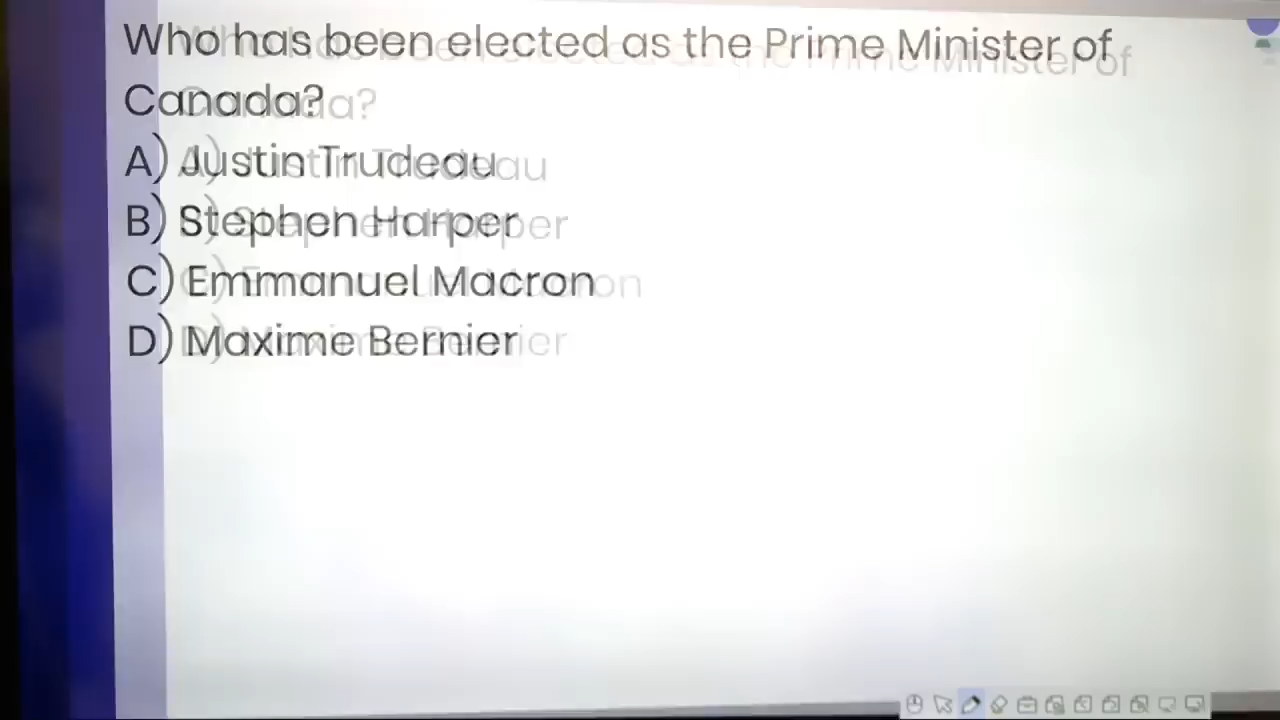 Who has been elected as the Prime Minister of
Canada?
A) Justin Trudeau
B) Stephen Harper
C) Emmanuel Macron
D) Maxime Bernier